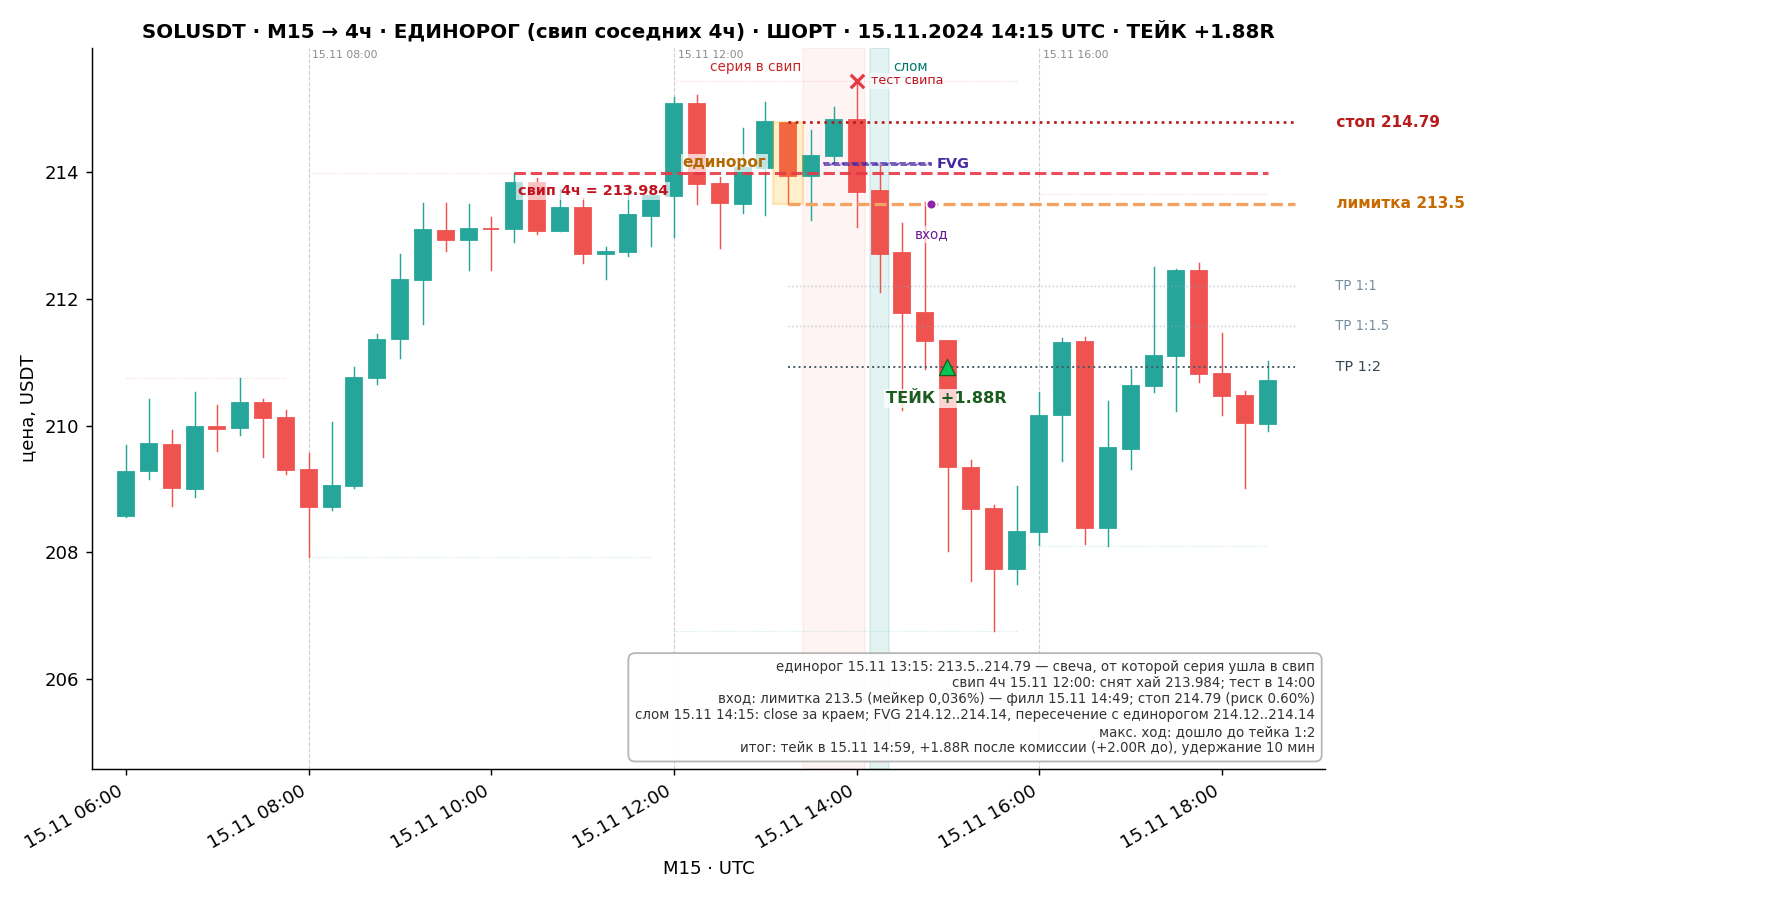 SOLUSDT · M15 → 4ч · ЕДИНОРОГ (свип соседних 4ч) · ШОРТ · 15.11.2024 14:15 UTC · ТЕЙК +1.88R
15.11 08:00
15.11 12:00
15.11 16:00
серия в свип
слом
тест свипа
стоп 214.79
единорог
FVG
214
свип 4ч = 213.984
лимитка 213.5
вход
212
TP 1:1
TP 1:1.5
TP 1:2
ТЕЙК +1.88R
210
208
206
цена, USDT
единорог 15.11 13:15: 213.5..214.79 — свеча, от которой серия ушла в свип
свип 4ч 15.11 12:00: снят хай 213.984; тест в 14:00
вход: лимитка 213.5 (мейкер 0,036%) — филл 15.11 14:49; стоп 214.79 (риск 0.60%)
слом 15.11 14:15: close за краем; FVG 214.12..214.14, пересечение с единорогом 214.12..214.14
макс. ход: дошло до тейка 1:2
итог: тейк в 15.11 14:59, +1.88R после комиссии (+2.00R до), удержание 10 мин
15.11 06:00
15.11 08:00
15.11 10:00
15.11 12:00
15.11 14:00
15.11 16:00
15.11 18:00
M15 · UTC